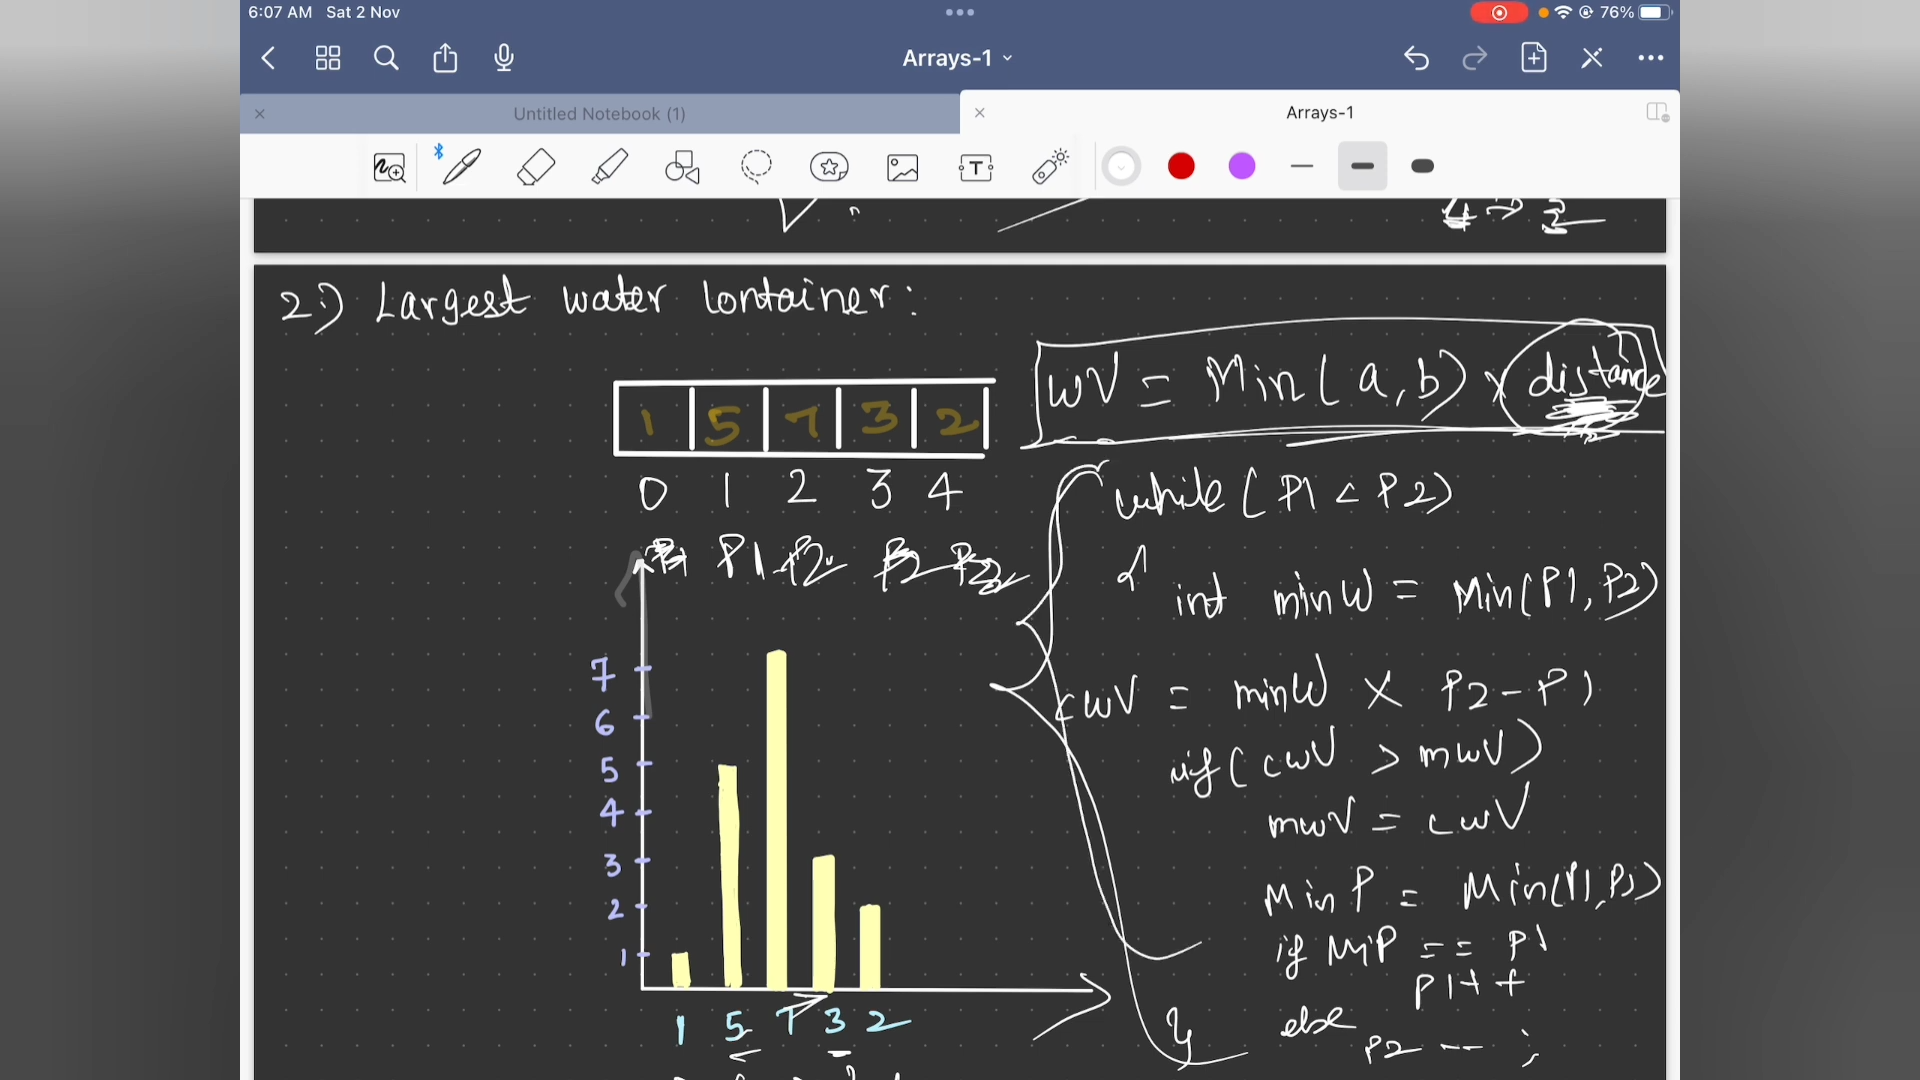 6:07 AM Sat 2 Nov
76%
Arrays-1
Untitled Notebook (1)
Arrays-1
T
4 → 2
2.) Largest water Container:
1 5 7 3 2
0 1 2 3 4
P1 P1 P2 P2 P2
7
6
5
4
3
2
1
1 5 7 3 2
WV = Min( a, b) x distance
while ( P1 < P2)
{
int minW = Min(P1, P2)
cwV = minW X P2 - P1
if( cwV > mwV)
mwV = cwV
Min P = Min(P1, P2)
if MiP == P1
P1++
else
P2 -- ;
}